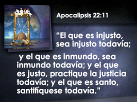 Apocalipsis 22:11
“El que es injusto,
sea injusto todavía;
y el que es inmundo, sea
inmundo todavía; y el que
es justo, practique la justicia
todavía; y el que es santo,
santifíquese todavía.”